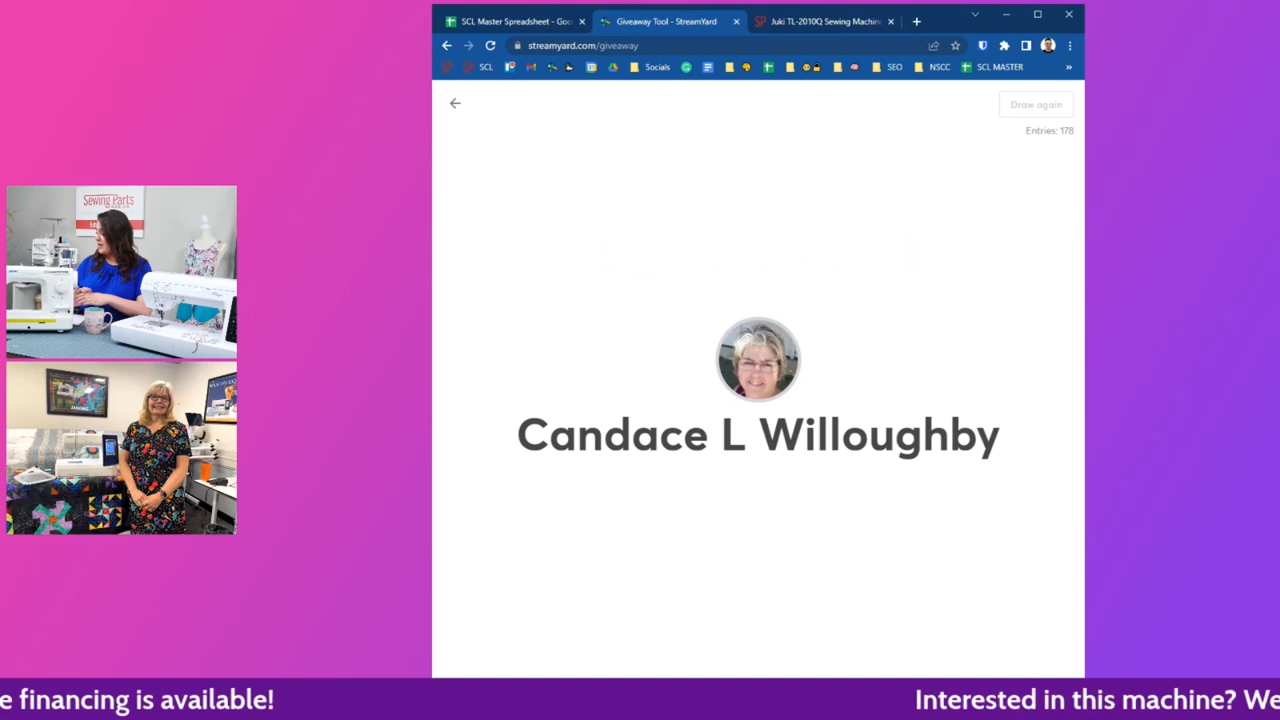 SCL Master Spreadsheet - Goo
Giveaway Tool - StreamYard
Juki TL-2010Q Sewing Machin
streamyard.com/giveaway
SCL
Socials
SEO
NSCC
SCL MASTER
Draw again
Entries: 178
Sewing Parts
JANOME
Candace L Willoughby
e financing is available!
Interested in this machine? We